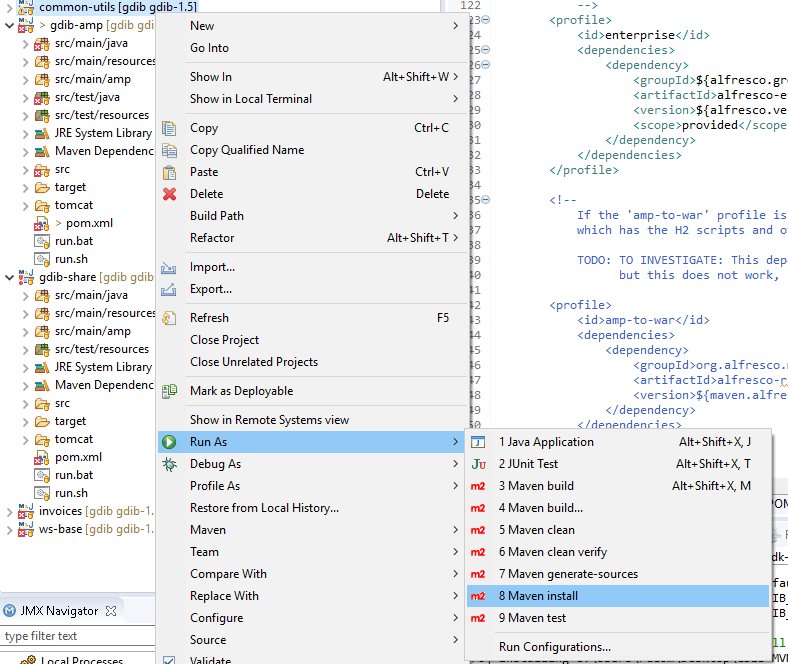 common-utils [gdib gdib-1.5]
> gdib-amp [gdib gdib-1.
src/main/java
src/main/resources
src/main/amp
src/test/java
src/test/resources
JRE System Library
Maven Dependenc
src
target
tomcat
> pom.xml
run.bat
run.sh
gdib-share [gdib gdib
src/main/java
src/main/resources
src/main/amp
src/test/resources
JRE System Library
Maven Dependenc
src
target
tomcat
pom.xml
run.bat
run.sh
invoices [gdib gdib-1.
ws-base [gdib gdib-1.
JMX Navigator
type filter text
Local Processes
New
Go Into
Show In Alt+Shift+W >
Show in Local Terminal
Copy Ctrl+C
Copy Qualified Name
Paste Ctrl+V
Delete Delete
Build Path
Refactor Alt+Shift+T >
Import...
Export...
Refresh F5
Close Project
Close Unrelated Projects
Mark as Deployable
Show in Remote Systems view
Run As
Debug As
Profile As
Restore from Local History...
Maven
Team
Compare With
Replace With
Configure
Source
Validate
1 Java Application Alt+Shift+X, J
2 JUnit Test Alt+Shift+X, T
3 Maven build Alt+Shift+X, M
4 Maven build...
5 Maven clean
6 Maven clean verify
7 Maven generate-sources
8 Maven install
9 Maven test
Run Configurations...
122 -->
<profile>
<id>enterprise</id>
<dependencies>
<dependency>
<groupId>${alfresco.gro
<artifactId>alfresco-e
<version>${alfresco.ve
<scope>provided</scope
</dependency>
</dependencies>
</profile>
<!--
If the 'amp-to-war' profile is
which has the H2 scripts and o
TODO: TO INVESTIGATE: This dep
but this does not work,
<profile>
<id>amp-to-war</id>
<dependencies>
<dependency>
<groupId>org.alfresco.
<artifactId>alfresco-r
<version>${maven.alfre
</dependency>
</dependencies>